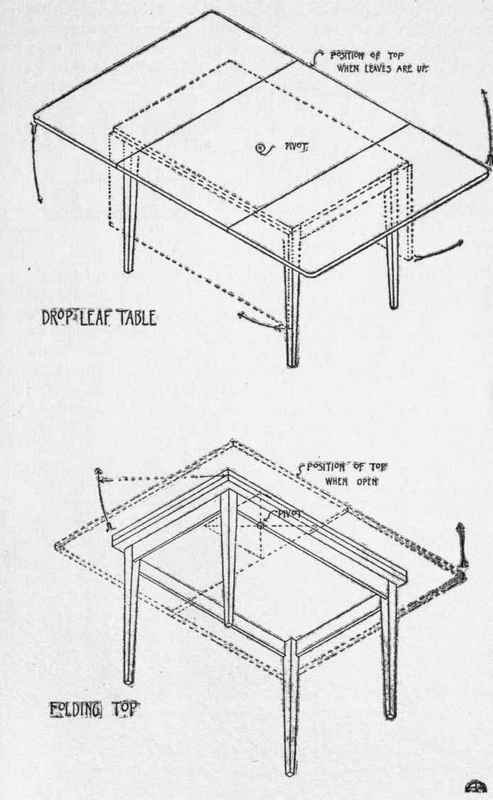 POSITION OF TOP
WHEN LEAVES ARE UP.
PIVOT
DROP-LEAF TABLE
POSITION OF TOP
WHEN OPEN
PIVOT
FOLDING TOP